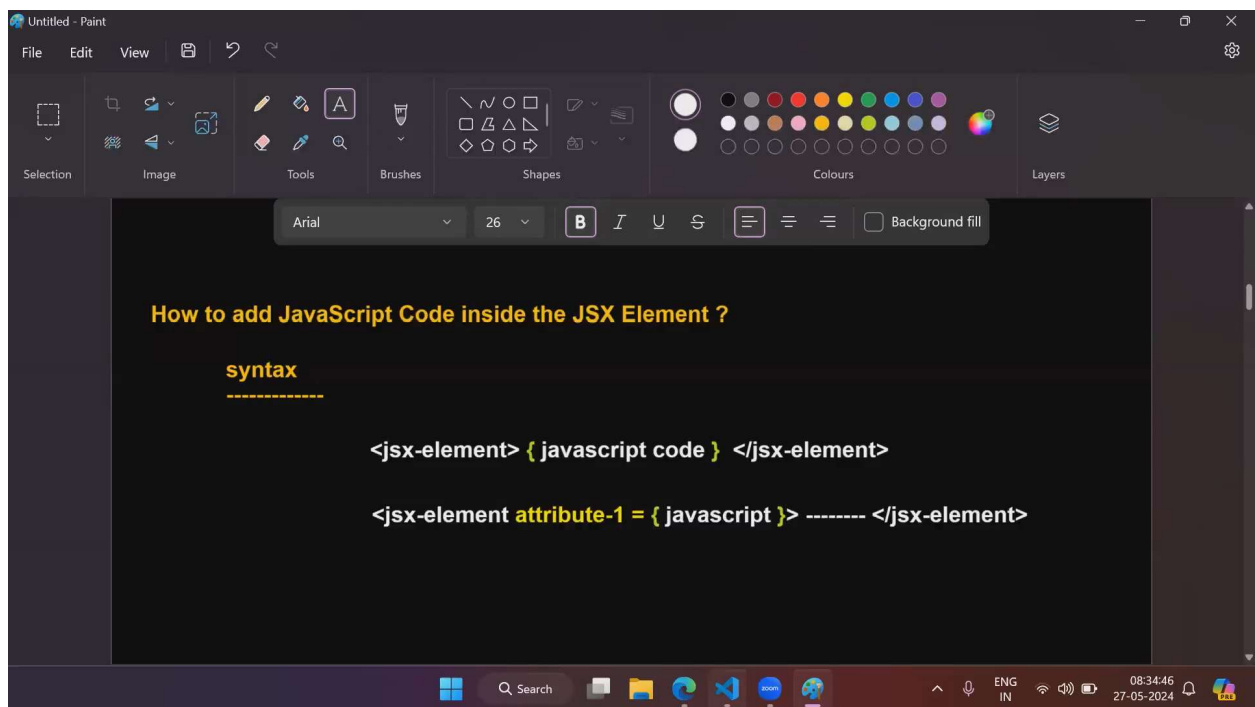 Untitled - Paint
File Edit View
Selection Image Tools Brushes Shapes Colours Layers
Arial 26 B I U S Background fill
How to add JavaScript Code inside the JSX Element ?
syntax
-------------
<jsx-element> { javascript code } </jsx-element>
<jsx-element attribute-1 = { javascript }> -------- </jsx-element>
Search zoom ENG 08:34:46
IN 27-05-2024
PRE